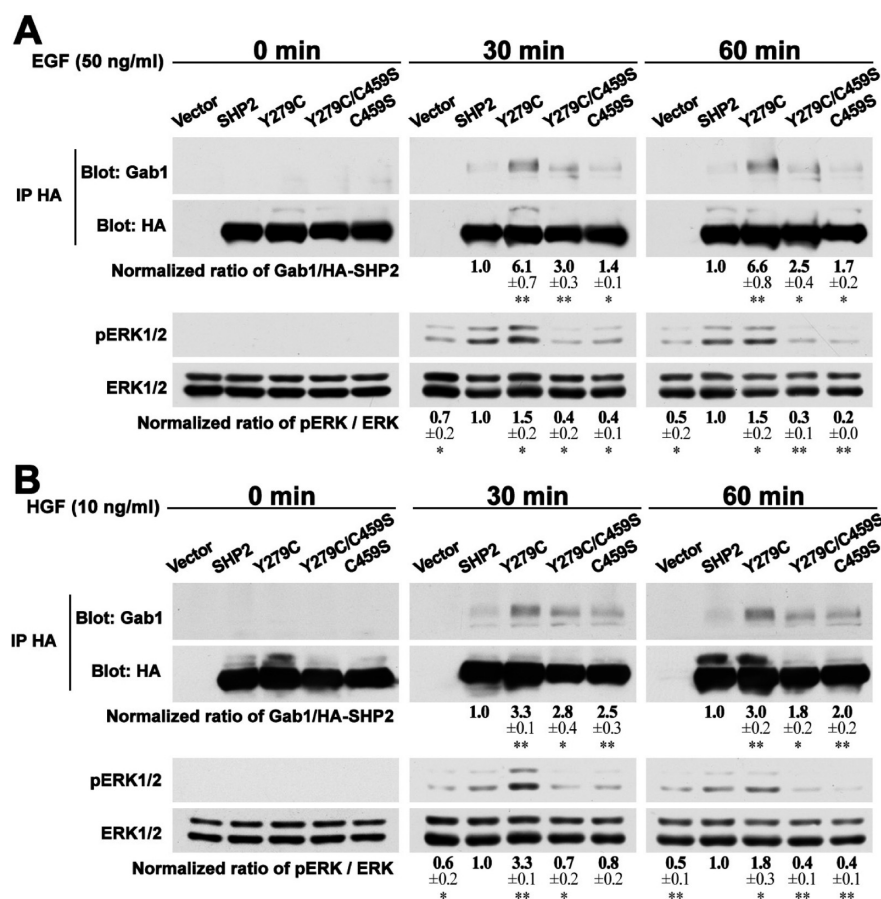 A
EGF (50 ng/ml)
0 min
30 min
60 min
Vector SHP2 Y279C Y279C/C459S C459S
Vector SHP2 Y279C Y279C/C459S C459S
Vector SHP2 Y279C Y279C/C459S C459S
IP HA
Blot: Gab1
Blot: HA
Normalized ratio of Gab1/HA-SHP2 1.0 6.1 3.0 1.4 1.0 6.6 2.5 1.7
±0.7 ±0.3 ±0.1 ±0.8 ±0.4 ±0.2
** ** * ** * *
pERK1/2
ERK1/2
Normalized ratio of pERK / ERK 0.7 1.0 1.5 0.4 0.4 0.5 1.0 1.5 0.3 0.2
±0.2 ±0.2 ±0.2 ±0.1 ±0.2 ±0.2 ±0.1 ±0.0
* * * * * * ** **
B
HGF (10 ng/ml)
0 min
30 min
60 min
Vector SHP2 Y279C Y279C/C459S C459S
Vector SHP2 Y279C Y279C/C459S C459S
Vector SHP2 Y279C Y279C/C459S C459S
IP HA
Blot: Gab1
Blot: HA
Normalized ratio of Gab1/HA-SHP2 1.0 3.3 2.8 2.5 1.0 3.0 1.8 2.0
±0.1 ±0.4 ±0.3 ±0.2 ±0.2 ±0.2
** * ** ** * **
pERK1/2
ERK1/2
Normalized ratio of pERK / ERK 0.6 1.0 3.3 0.7 0.8 0.5 1.0 1.8 0.4 0.4
±0.2 ±0.1 ±0.2 ±0.2 ±0.1 ±0.3 ±0.1 ±0.1
* ** * ** * ** **